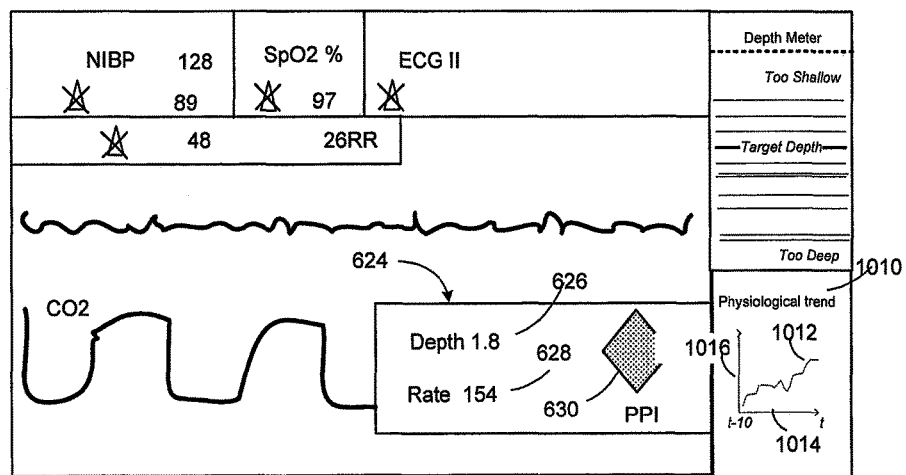 NIBP 128 SpO2 % ECG II
89 97
48 26RR
Depth Meter
Too Shallow
Target Depth
Too Deep
1010
624
626
CO2
Depth 1.8
628
Rate 154
630
PPI
Physiological trend
1016
1012
t-10 t
1014